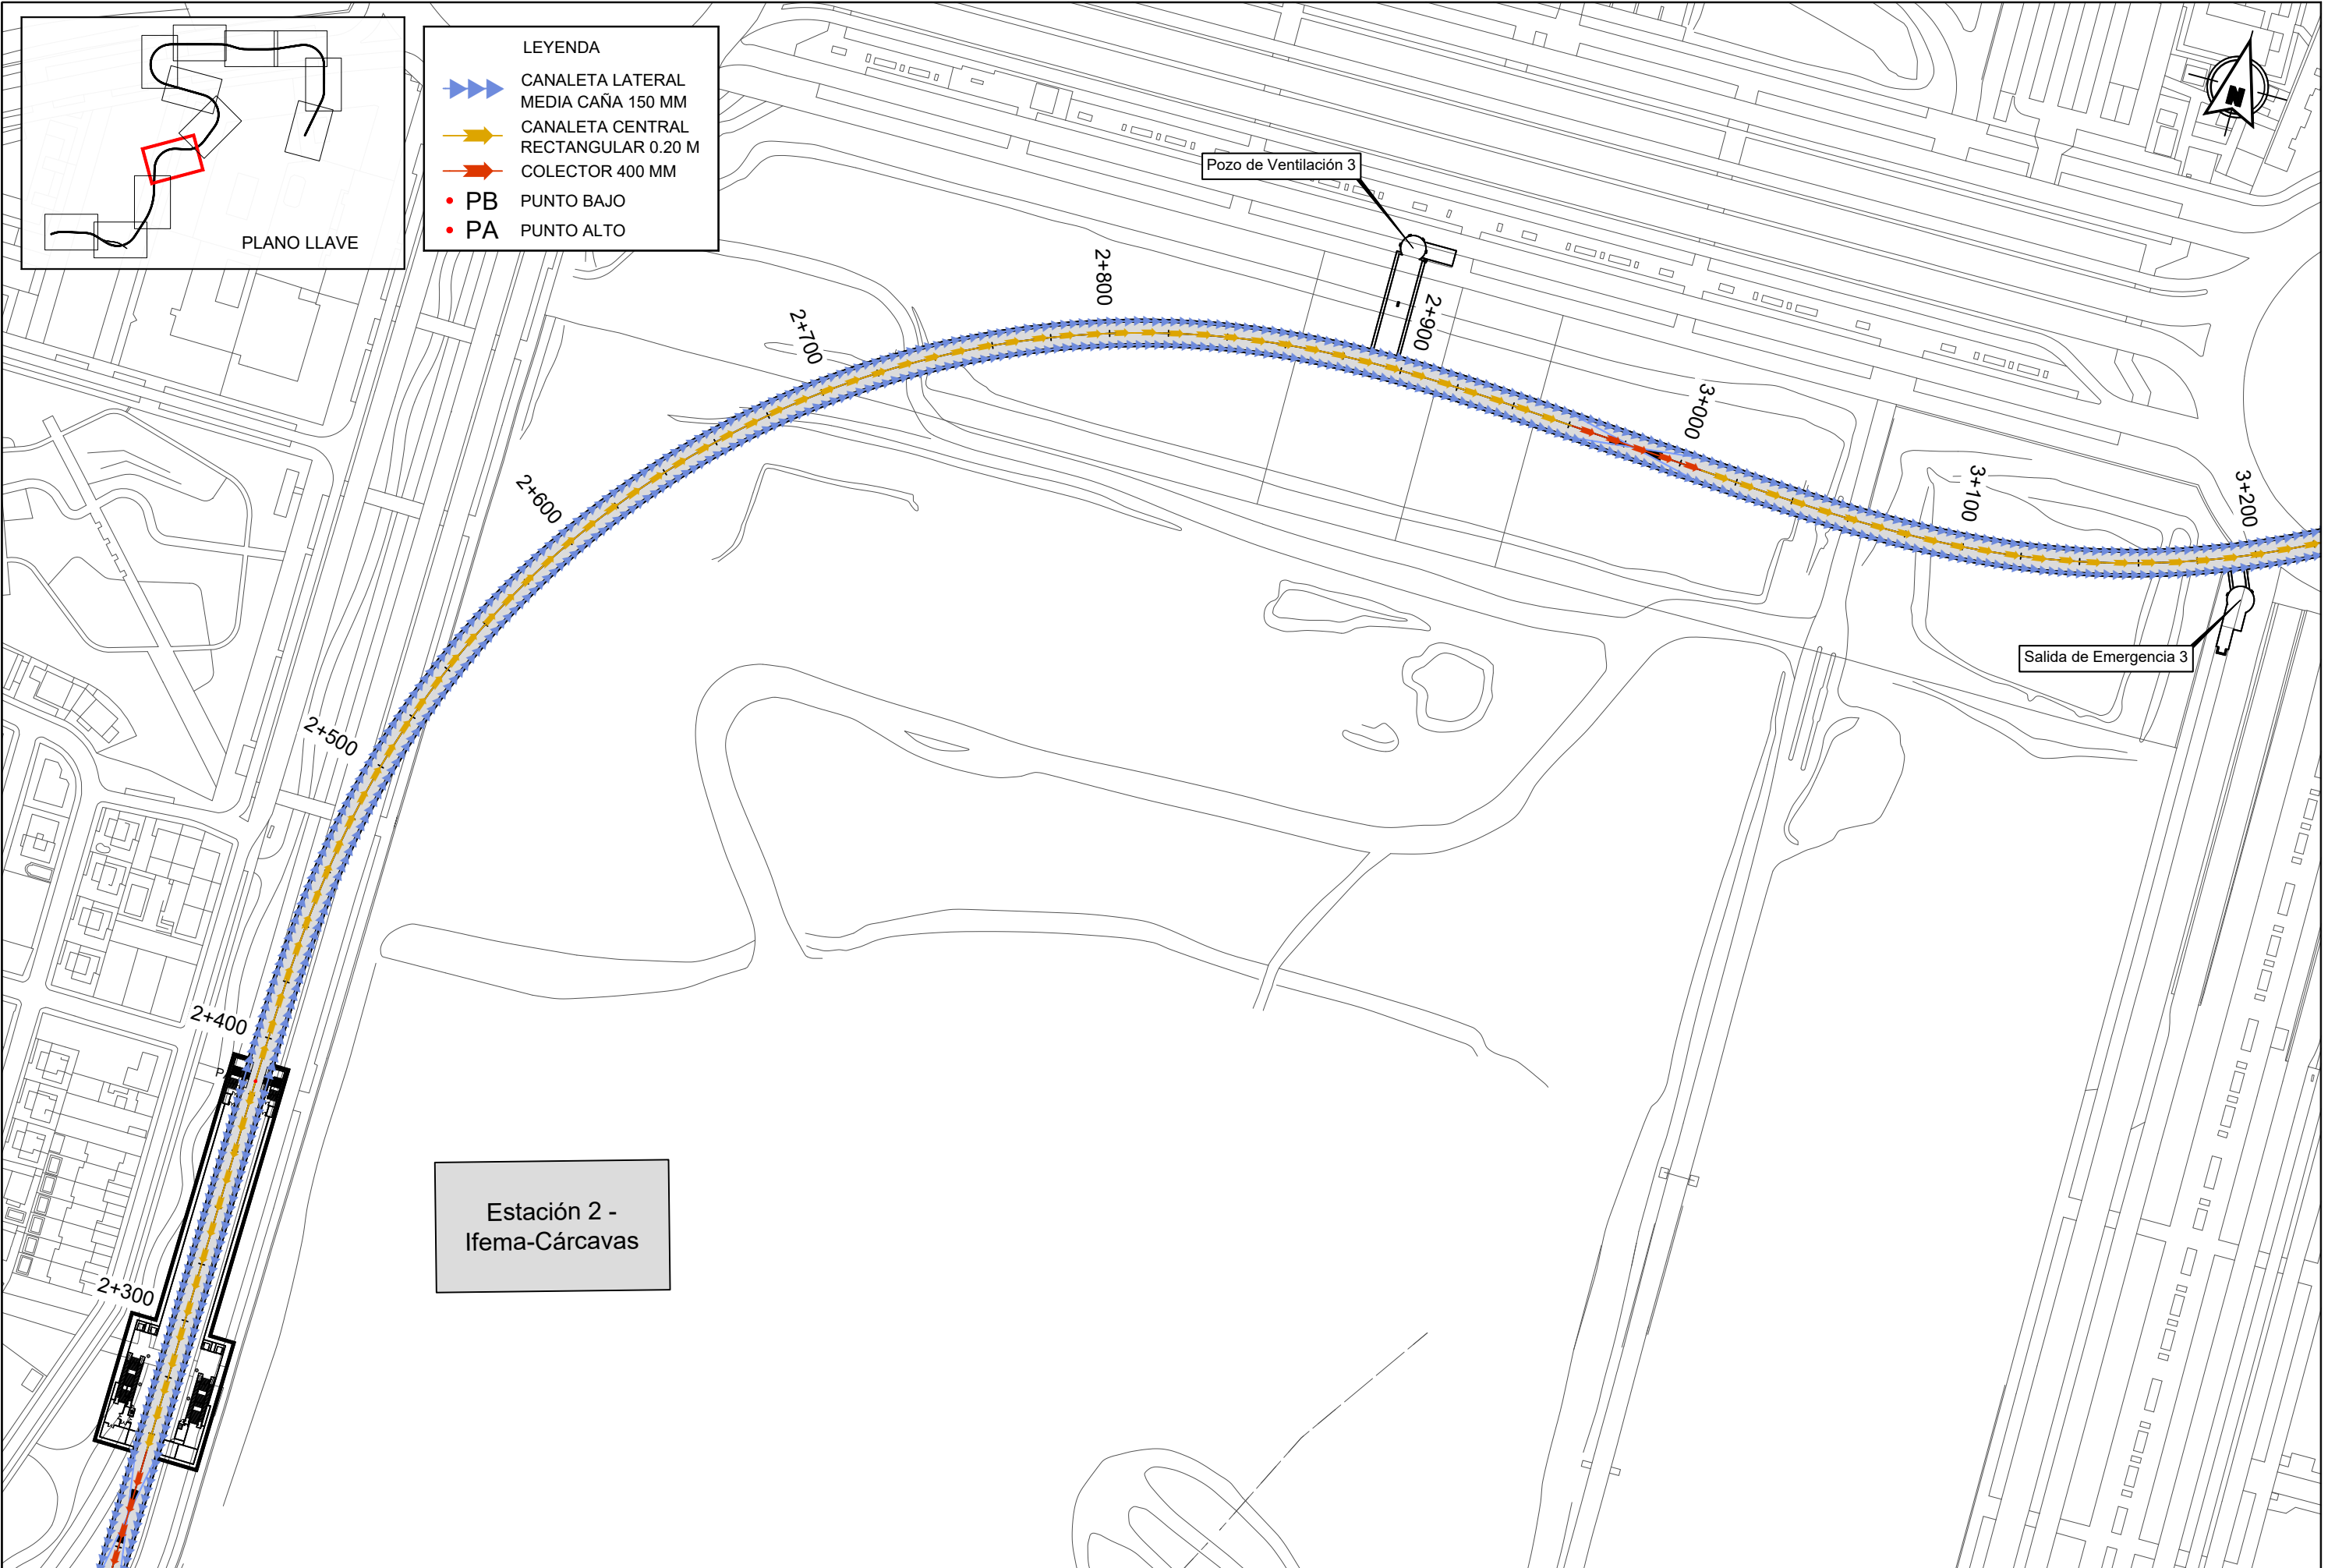 PLANO LLAVE
LEYENDA
CANALETA LATERAL
MEDIA CAÑA 150 MM
CANALETA CENTRAL
RECTANGULAR 0.20 M
COLECTOR 400 MM
PB PUNTO BAJO
PA PUNTO ALTO
N
Pozo de Ventilación 3
2+800
2+900
2+700
3+000
2+600
3+100
3+200
Salida de Emergencia 3
2+500
2+400
Estación 2 -
Ifema-Cárcavas
2+300